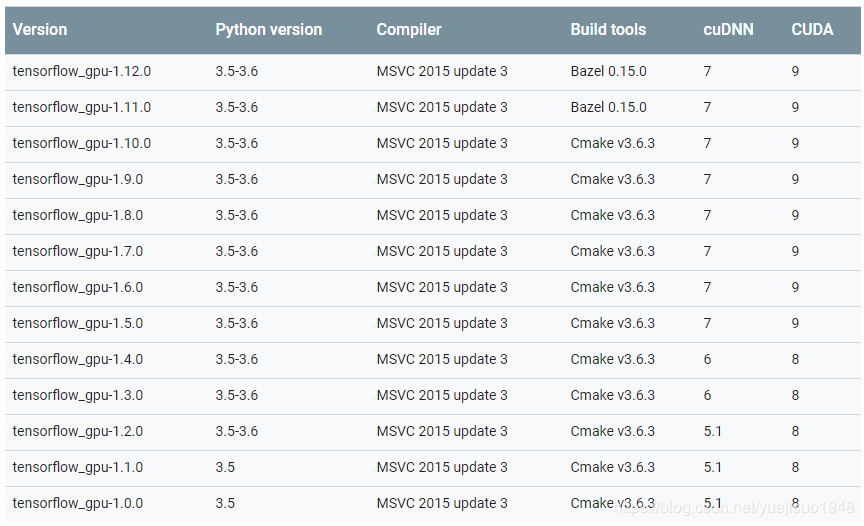 Version Python version Compiler Build tools cuDNN CUDA
tensorflow_gpu-1.12.0 3.5-3.6 MSVC 2015 update 3 Bazel 0.15.0 7 9
tensorflow_gpu-1.11.0 3.5-3.6 MSVC 2015 update 3 Bazel 0.15.0 7 9
tensorflow_gpu-1.10.0 3.5-3.6 MSVC 2015 update 3 Cmake v3.6.3 7 9
tensorflow_gpu-1.9.0 3.5-3.6 MSVC 2015 update 3 Cmake v3.6.3 7 9
tensorflow_gpu-1.8.0 3.5-3.6 MSVC 2015 update 3 Cmake v3.6.3 7 9
tensorflow_gpu-1.7.0 3.5-3.6 MSVC 2015 update 3 Cmake v3.6.3 7 9
tensorflow_gpu-1.6.0 3.5-3.6 MSVC 2015 update 3 Cmake v3.6.3 7 9
tensorflow_gpu-1.5.0 3.5-3.6 MSVC 2015 update 3 Cmake v3.6.3 7 9
tensorflow_gpu-1.4.0 3.5-3.6 MSVC 2015 update 3 Cmake v3.6.3 6 8
tensorflow_gpu-1.3.0 3.5-3.6 MSVC 2015 update 3 Cmake v3.6.3 6 8
tensorflow_gpu-1.2.0 3.5-3.6 MSVC 2015 update 3 Cmake v3.6.3 5.1 8
tensorflow_gpu-1.1.0 3.5 MSVC 2015 update 3 Cmake v3.6.3 5.1 8
tensorflow_gpu-1.0.0 3.5 MSVC 2015 update 3 Cmake v3.6.3 5.1 8